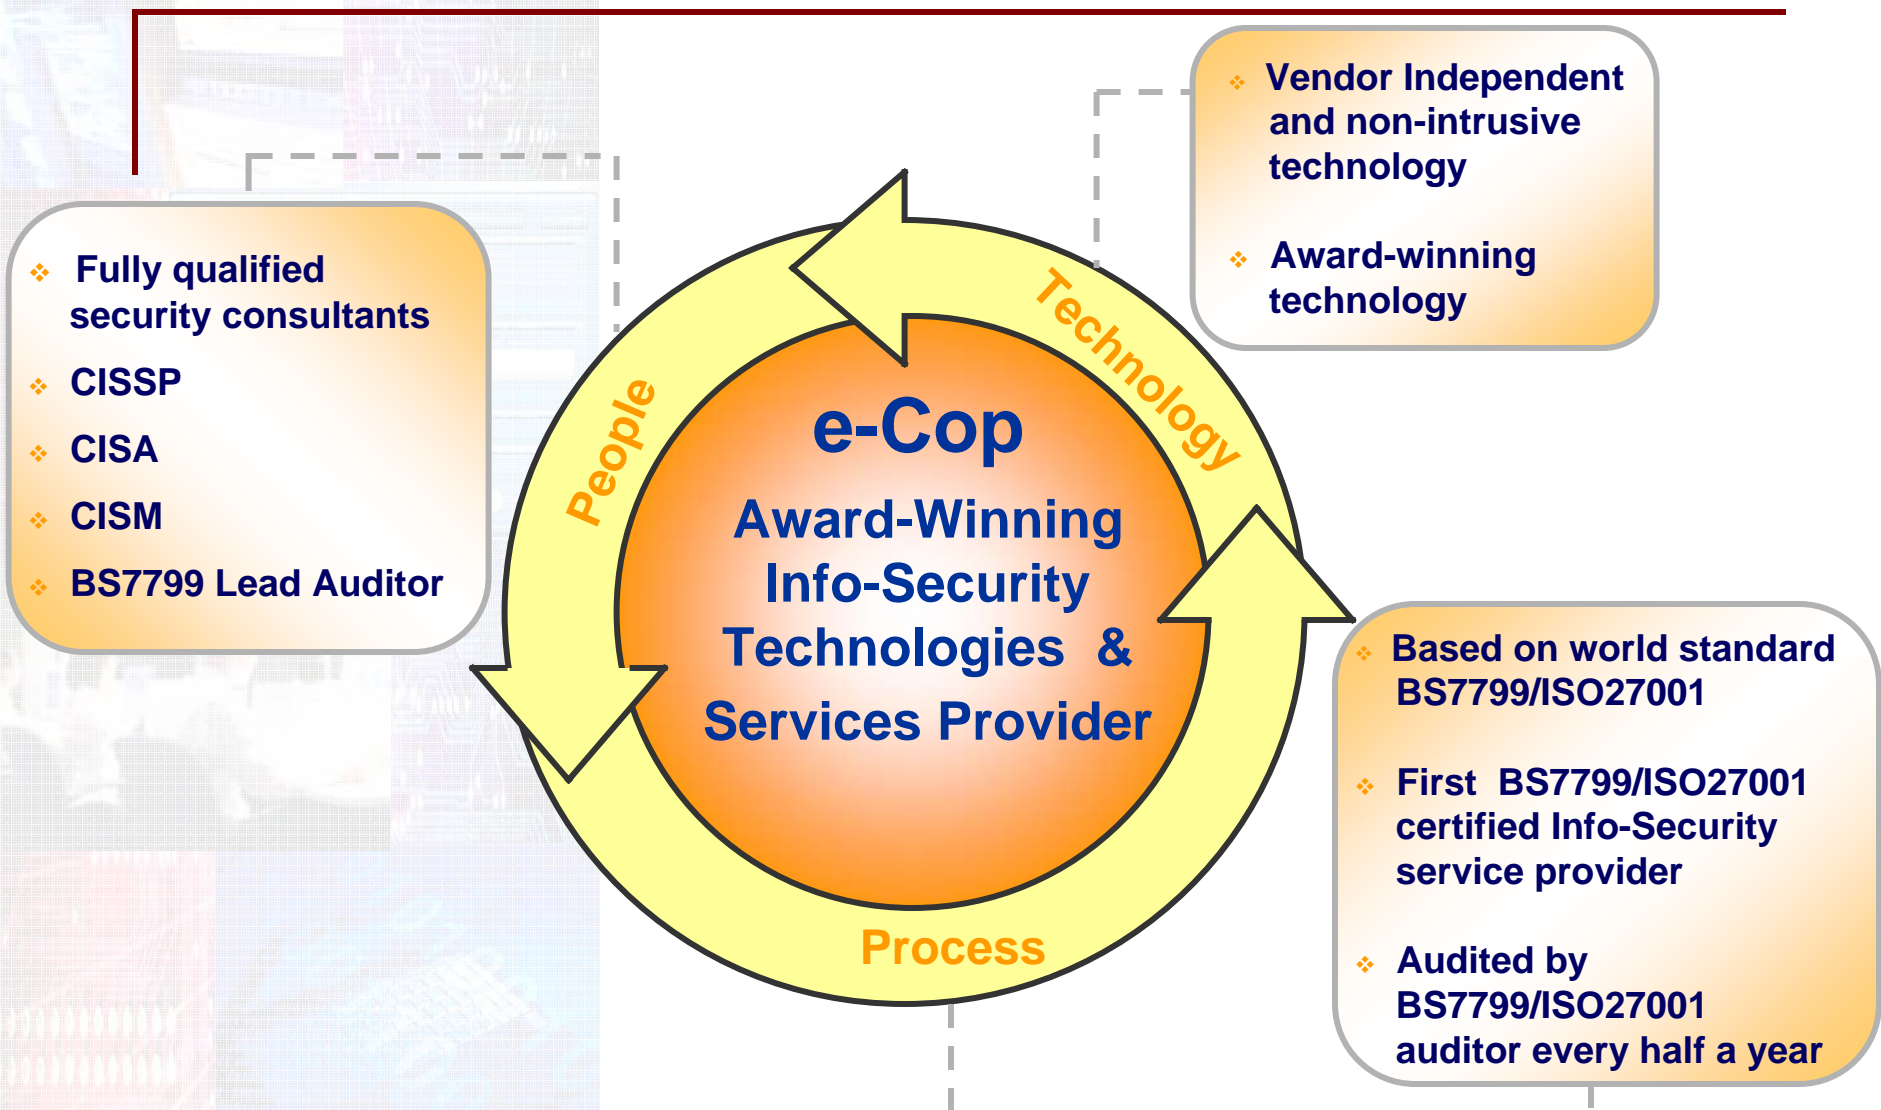 Vendor Independent
and non-intrusive
technology
Award-winning
technology
Fully qualified
security consultants
CISSP
CISA
CISM
BS7799 Lead Auditor
People
Technology
Process
e-Cop
Award-Winning
Info-Security
Technologies &
Services Provider
Based on world standard
BS7799/ISO27001
First BS7799/ISO27001
certified Info-Security
service provider
Audited by
BS7799/ISO27001
auditor every half a year